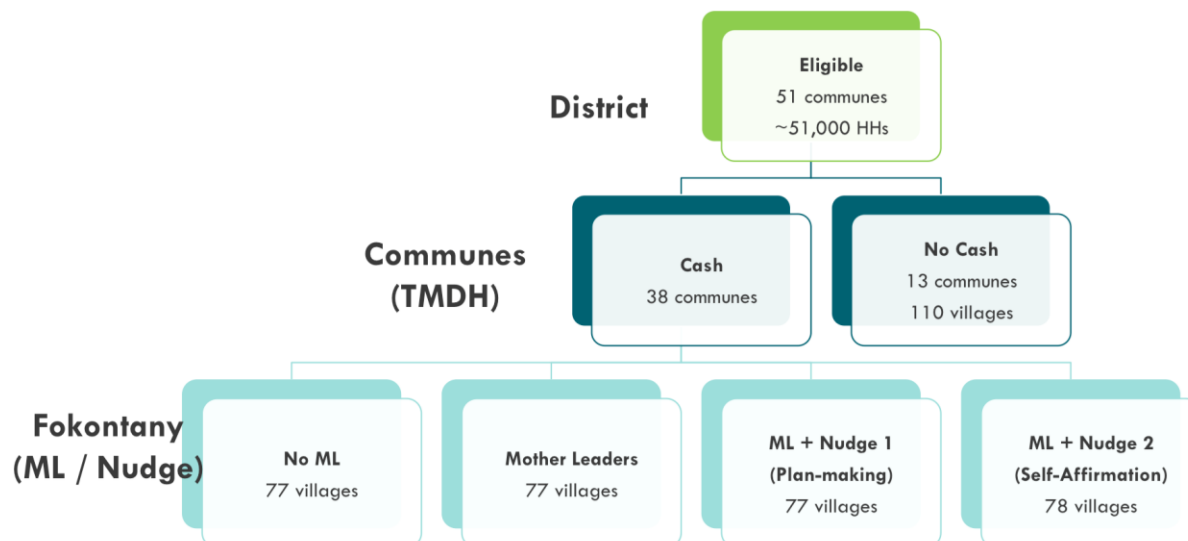 Eligible
51 communes
~51,000 HHs
District
Communes
(TMDH)
Cash
38 communes
No Cash
13 communes
110 villages
Fokontany
(ML / Nudge)
No ML
77 villages
Mother Leaders
77 villages
ML + Nudge 1
(Plan-making)
77 villages
ML + Nudge 2
(Self-Affirmation)
78 villages